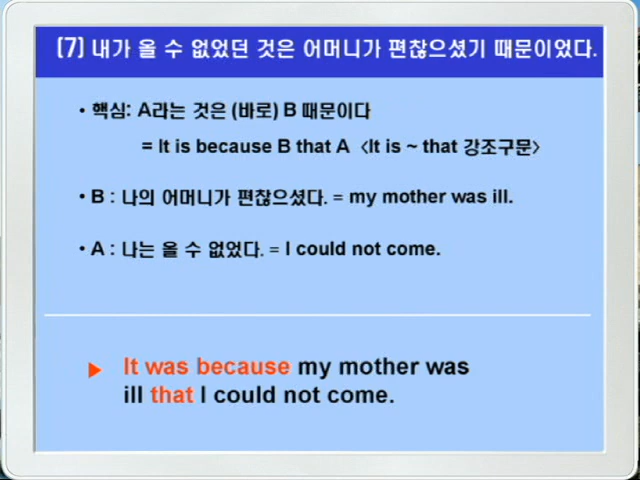 [7] 내가 올 수 없었던 것은 어머니가 편찮으셨기 때문이었다.
• 핵심: A라는 것은 (바로) B 때문이다
= It is because B that A <It is ~ that 강조구문>
• B : 나의 어머니가 편찮으셨다. = my mother was ill.
• A : 나는 올 수 없었다. = I could not come.
▶ It was because my mother was
ill that I could not come.